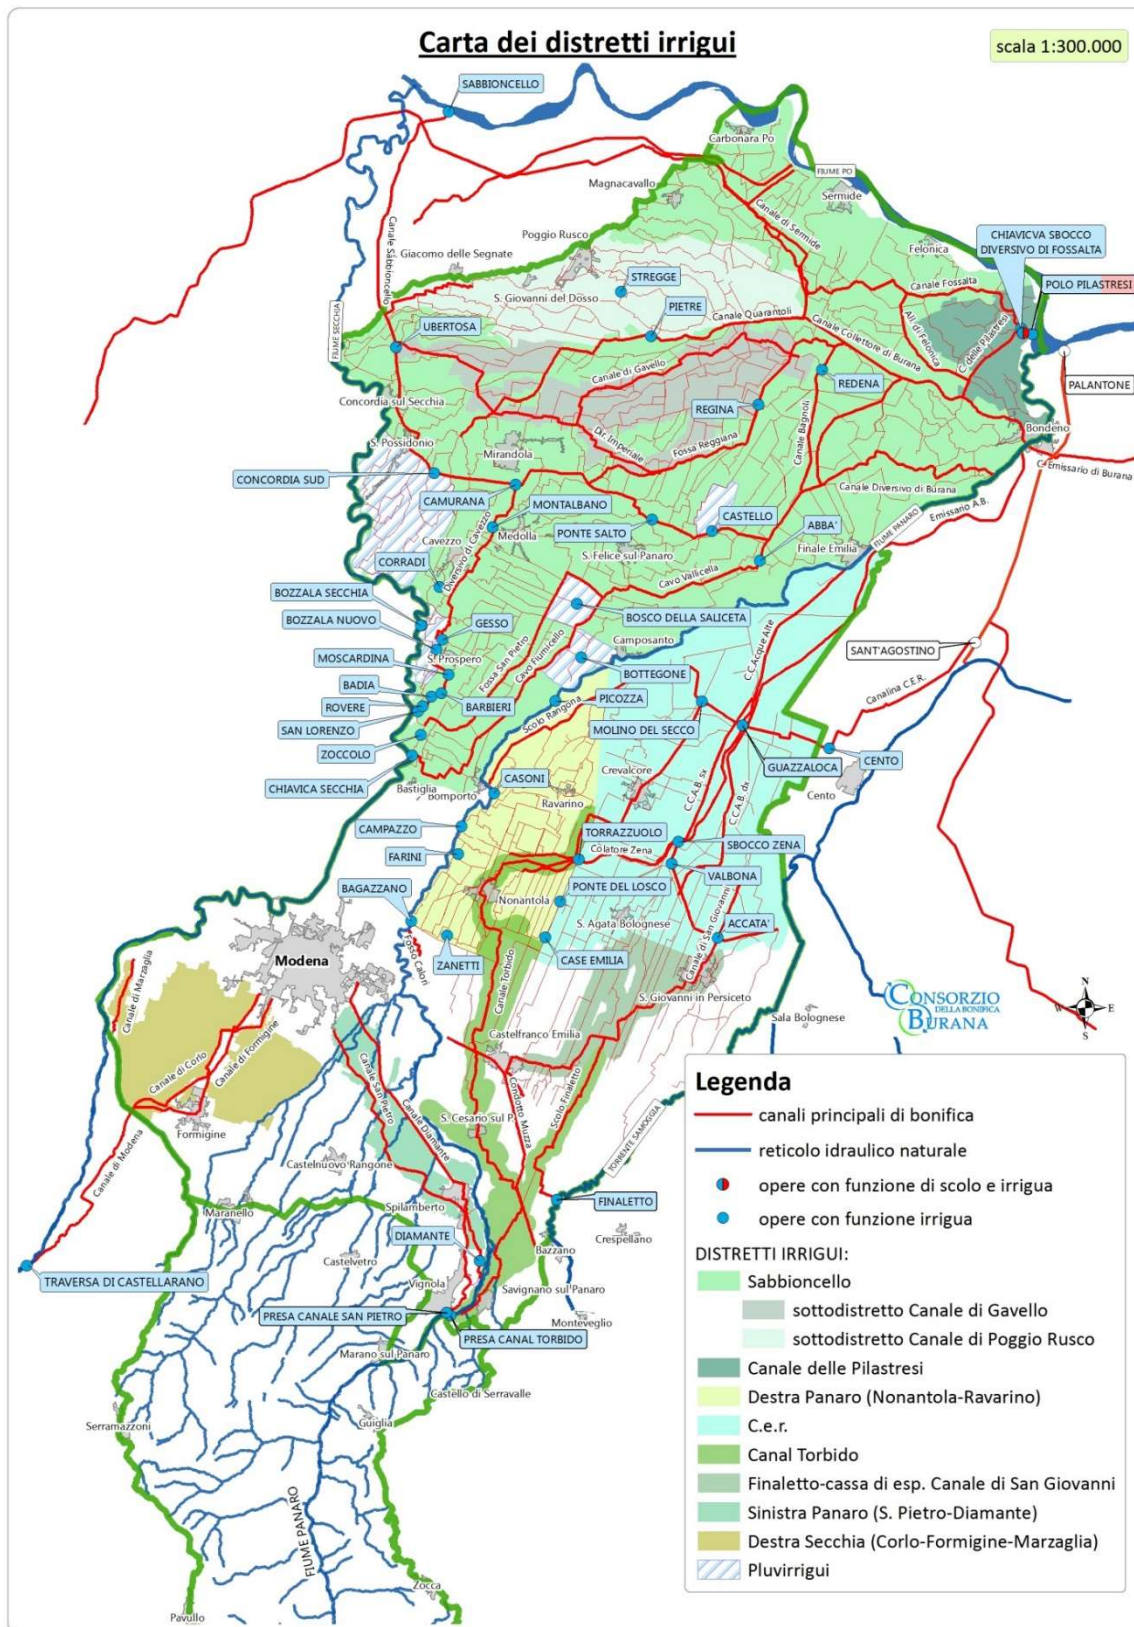 Carta dei distretti irrigui
scala 1:300.000
SABBIONCELLO
Carbonara Po
FIUME PO
Magnacavallo
Sermide
Canale di Sermide
Canale Sabbioncello
Poggio Rusco
Felonica
CHIAVICVA SBOCCO
DIVERSIVO DI FOSSALTA
Giacomo delle Segnate
STREGGE
Canale Fossalta
POLO PILASTRESI
S. Giovanni del Dosso
PIETRE
Canale Quarantoli
All. di Felonica
C. delle Pilastresi
FIUME SECCHIA
UBERTOSA
Canale Collettore di Burana
PALANTONE
Canale di Gavello
REDENA
Concordia sul Secchia
REGINA
Canale Bagnoli
Bondeno
S. Possidonio
Dir. Imperiale
Fossa Reggiana
Mirandola
C. Emissario di Burana
CONCORDIA SUD
CAMURANA
Canale Diversivo di Burana
MONTALBANO
CASTELLO
Emissario A.B.
Diversivo di Cavezzo
Medolla
PONTE SALTO
ABBA'
FIUME PANARO
Cavezzo
S. Felice sul Panaro
Finale Emilia
CORRADI
Cavo Vallicella
BOZZALA SECCHIA
BOZZALA NUOVO
GESSO
BOSCO DELLA SALICETA
Fossa San Pietro
Cavo Fiumicello
Camposanto
C.C.Acque Alte
SANT'AGOSTINO
MOSCARDINA
S. Prospero
BOTTEGONE
BADIA
BARBIERI
Scolo Rangona
PICOZZA
Canalina C.E.R.
ROVERE
SAN LORENZO
MOLINO DEL SECCO
ZOCCOLO
GUAZZALOCA
CENTO
CHIAVICA SECCHIA
Bastiglia
Bomporto
CASONI
Crevalcore
C.C.A.B. sx
C.C.A.B. dx
Cento
Ravarino
CAMPAZZO
TORRAZZUOLO
SBOCCO ZENA
Colatore Zena
FARINI
VALBONA
BAGAZZANO
Nonantola
PONTE DEL LOSCO
S. Agata Bolognese
Canale di San Giovanni
ACCATA'
Fosso Calori
ZANETTI
CASE EMILIA
Modena
Canale Torbido
Canale di Marzaglia
S. Giovanni in Persiceto
CONSORZIO
DELLA BONIFICA
BURANA
N
W E
S
Sala Bolognese
Castelfranco Emilia
Canale di Corlo
Canale di Formigine
Canale San Pietro
Canale Diamante
Condotto Muzza
Scolo Finaletto
S. Cesario sul P.
Formigine
TORRENTE SAMOGGIA
Canale di Modena
Castelnuovo Rangone
Spilamberto
FINALETTO
Maranello
Crespellano
DIAMANTE
Bazzano
Castelvetro
TRAVERSA DI CASTELLARANO
Vignola
Savignano sul Panaro
PRESA CANALE SAN PIETRO
Monteveglio
PRESA CANAL TORBIDO
Marano sul Panaro
Castello di Serravalle
Serramazzoni
Guiglia
FIUME PANARO
Zocca
Pavullo
Legenda
canali principali di bonifica
reticolo idraulico naturale
opere con funzione di scolo e irrigua
opere con funzione irrigua
DISTRETTI IRRIGUI:
Sabbioncello
sottodistretto Canale di Gavello
sottodistretto Canale di Poggio Rusco
Canale delle Pilastresi
Destra Panaro (Nonantola-Ravarino)
C.e.r.
Canal Torbido
Finaletto-cassa di esp. Canale di San Giovanni
Sinistra Panaro (S. Pietro-Diamante)
Destra Secchia (Corlo-Formigine-Marzaglia)
Pluvirrigui